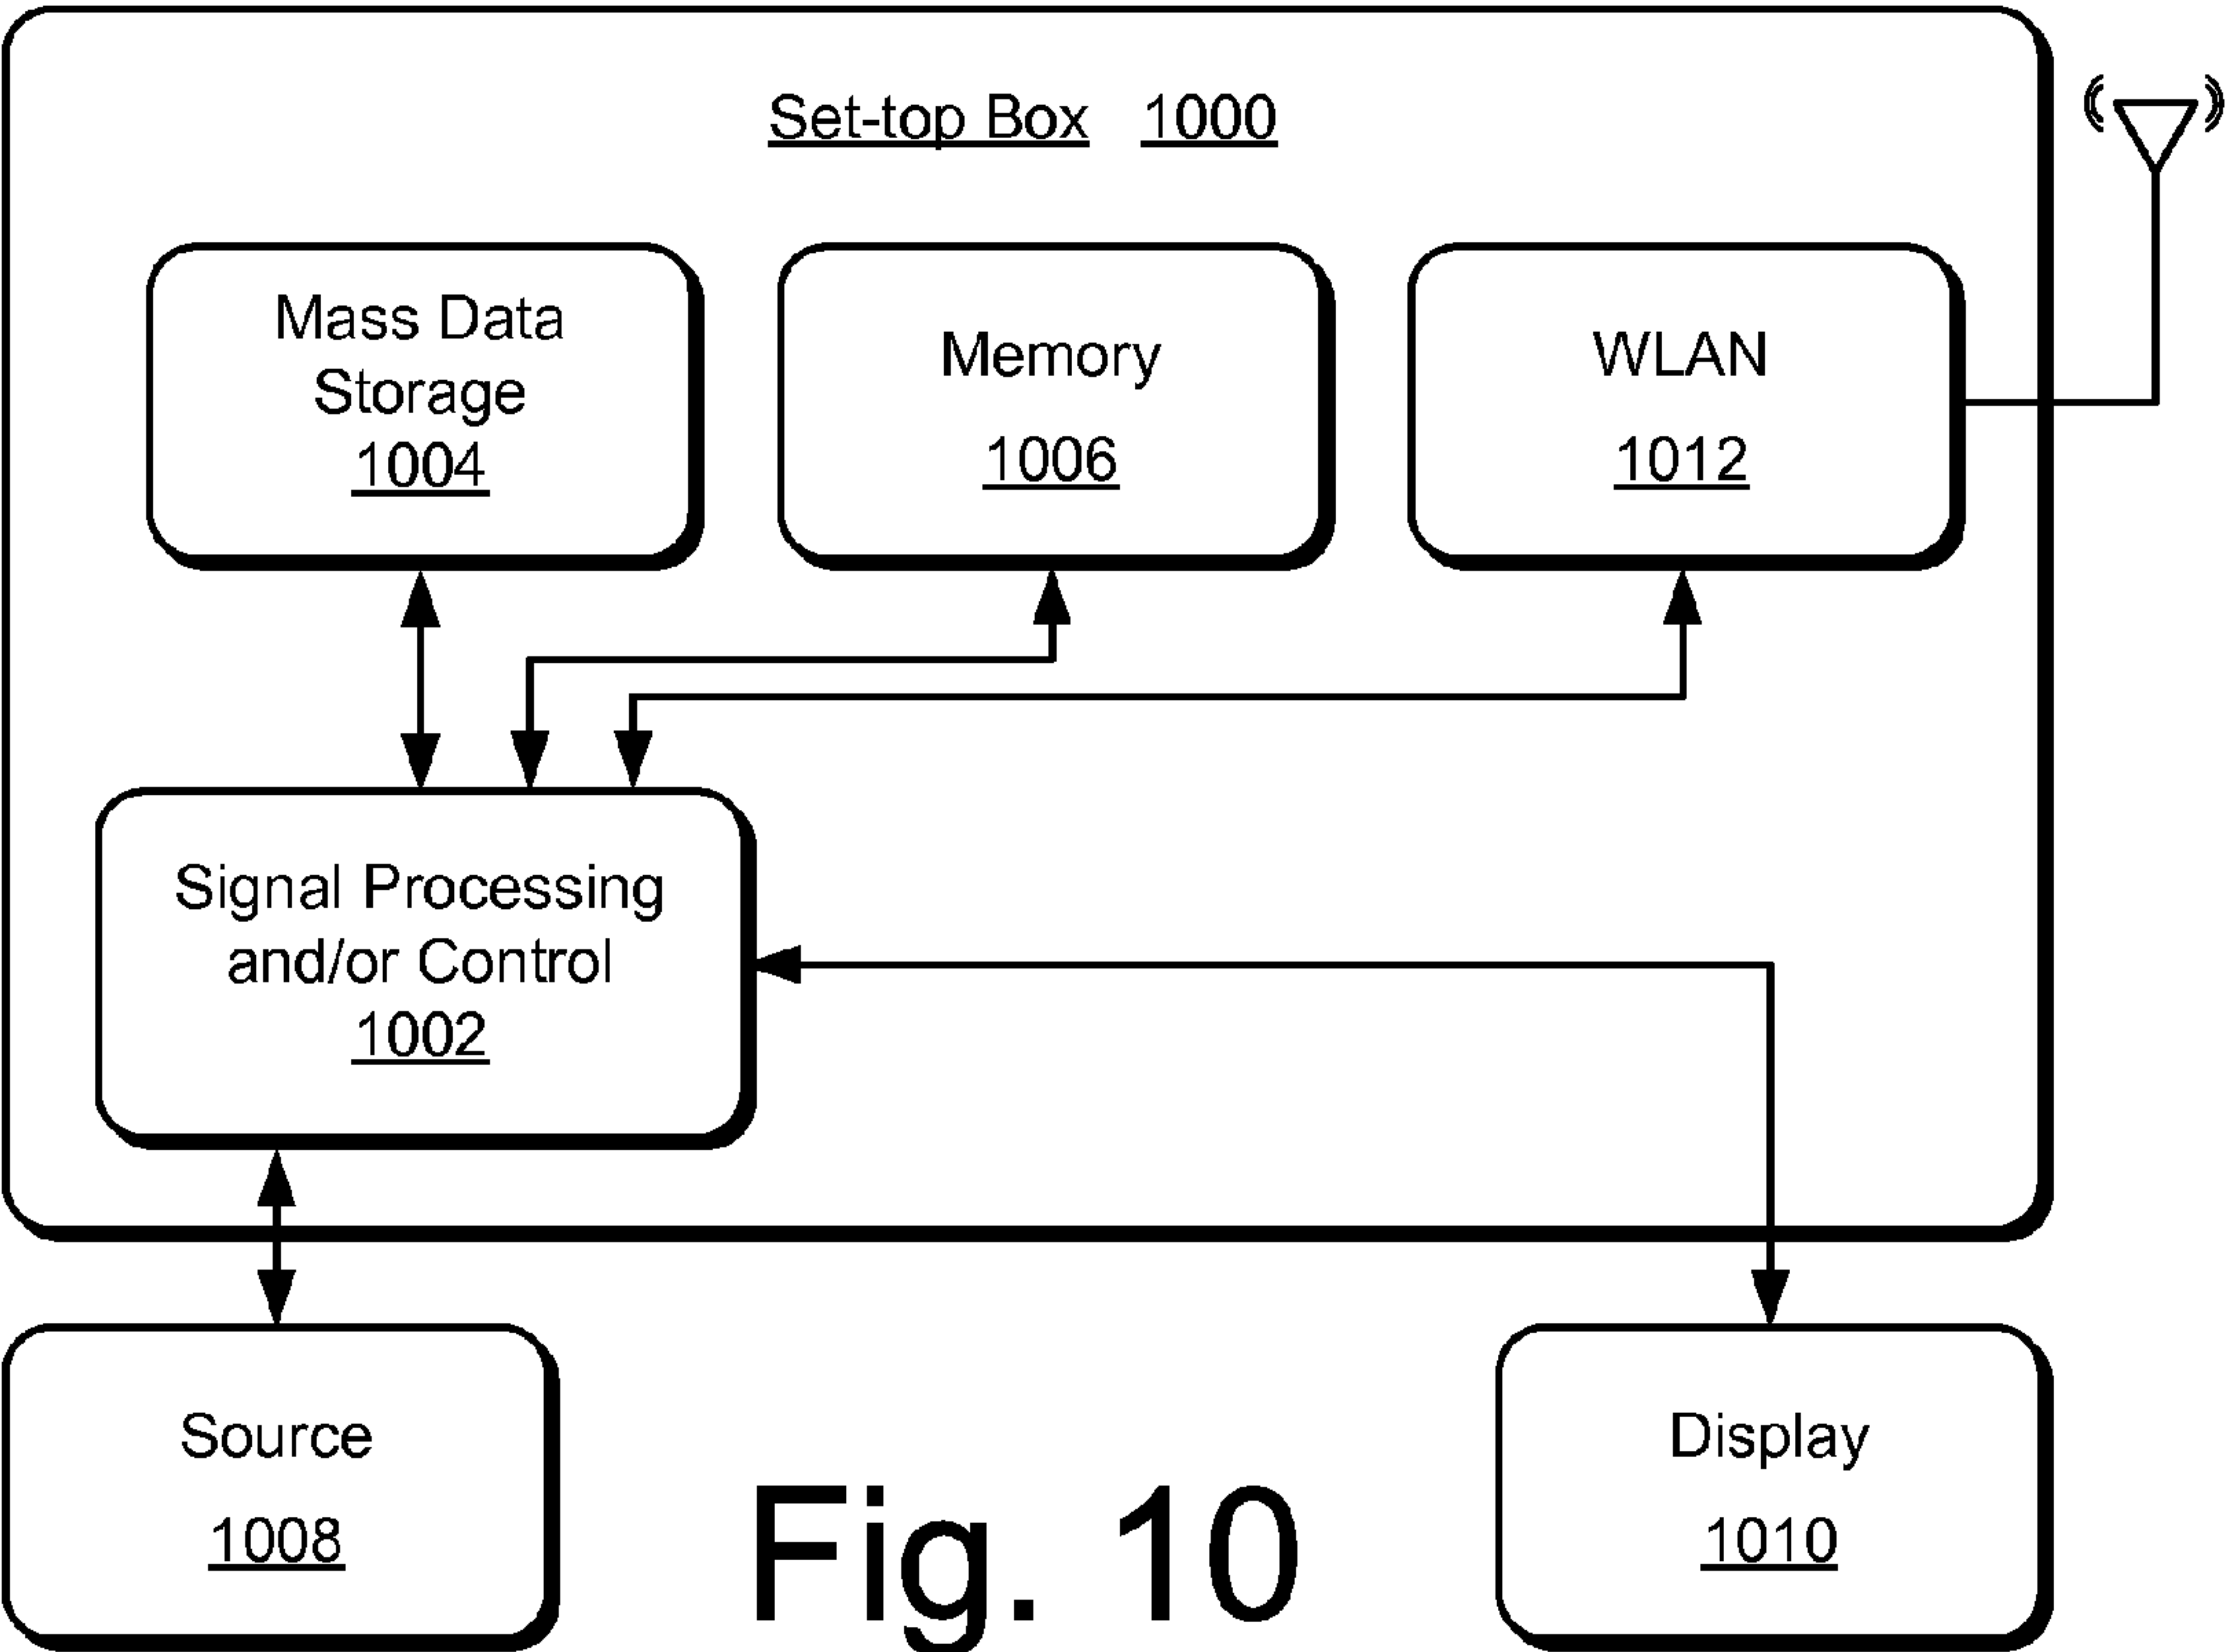 Set-top Box 1000
Mass Data
Storage
1004
Memory
1006
WLAN
1012
Signal Processing
and/or Control
1002
Source
1008
Display
1010
Fig. 10